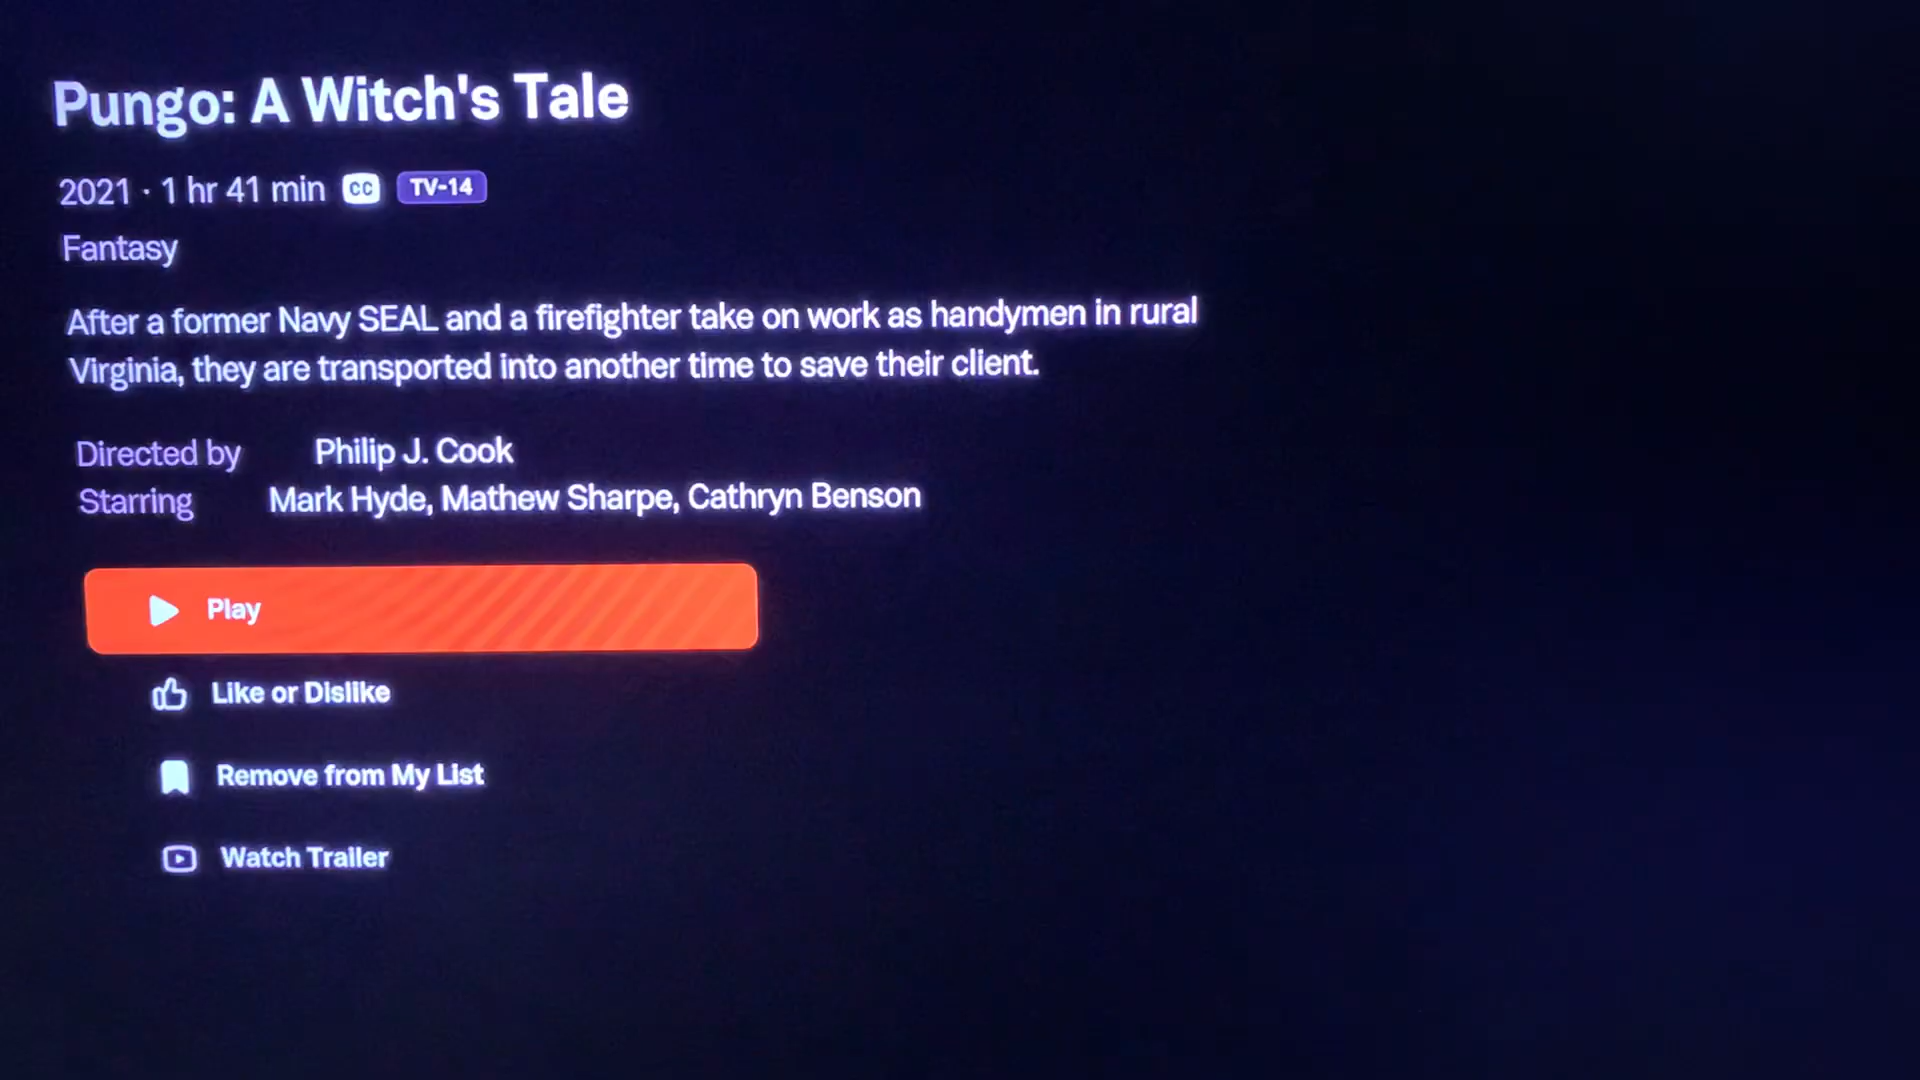 Pungo: A Witch's Tale
2021 · 1 hr 41 min CC TV-14
Fantasy
After a former Navy SEAL and a firefighter take on work as handymen in rural
Virginia, they are transported into another time to save their client.
Directed by Philip J. Cook
Starring Mark Hyde, Mathew Sharpe, Cathryn Benson
Play
Like or Dislike
Remove from My List
Watch Trailer